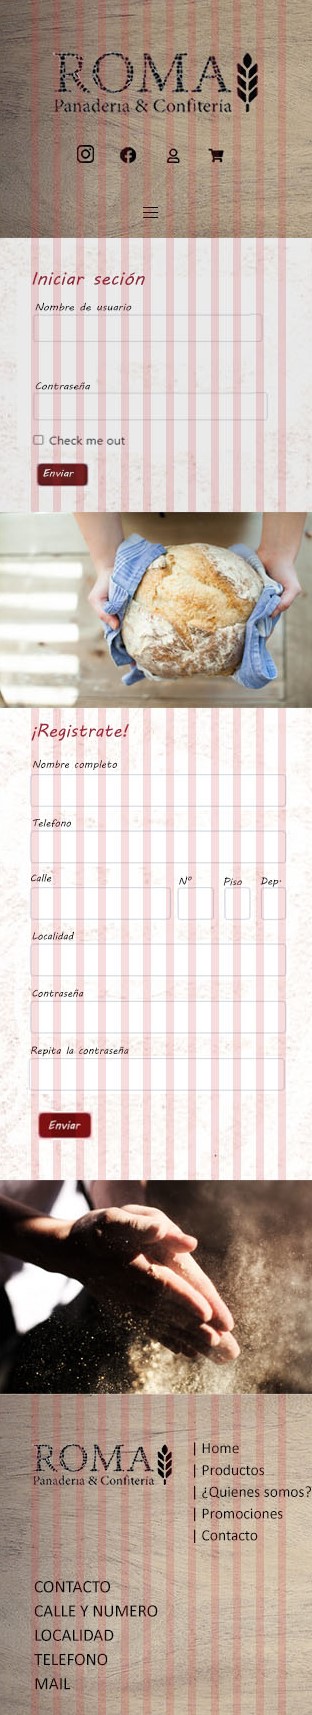 ROMA
Panaderia & Confiteria
Iniciar seción
Nombre de usuario
Contraseña
Check me out
Enviar
¡Registrate!
Nombre completo
Telefono
Calle Nº Piso Dep.
Localidad
Contraseña
Repita la contraseña
Enviar
ROMA
Panaderia & Confiteria
| Home
| Productos
| ¿Quienes somos?
| Promociones
| Contacto
CONTACTO
CALLE Y NUMERO
LOCALIDAD
TELEFONO
MAIL